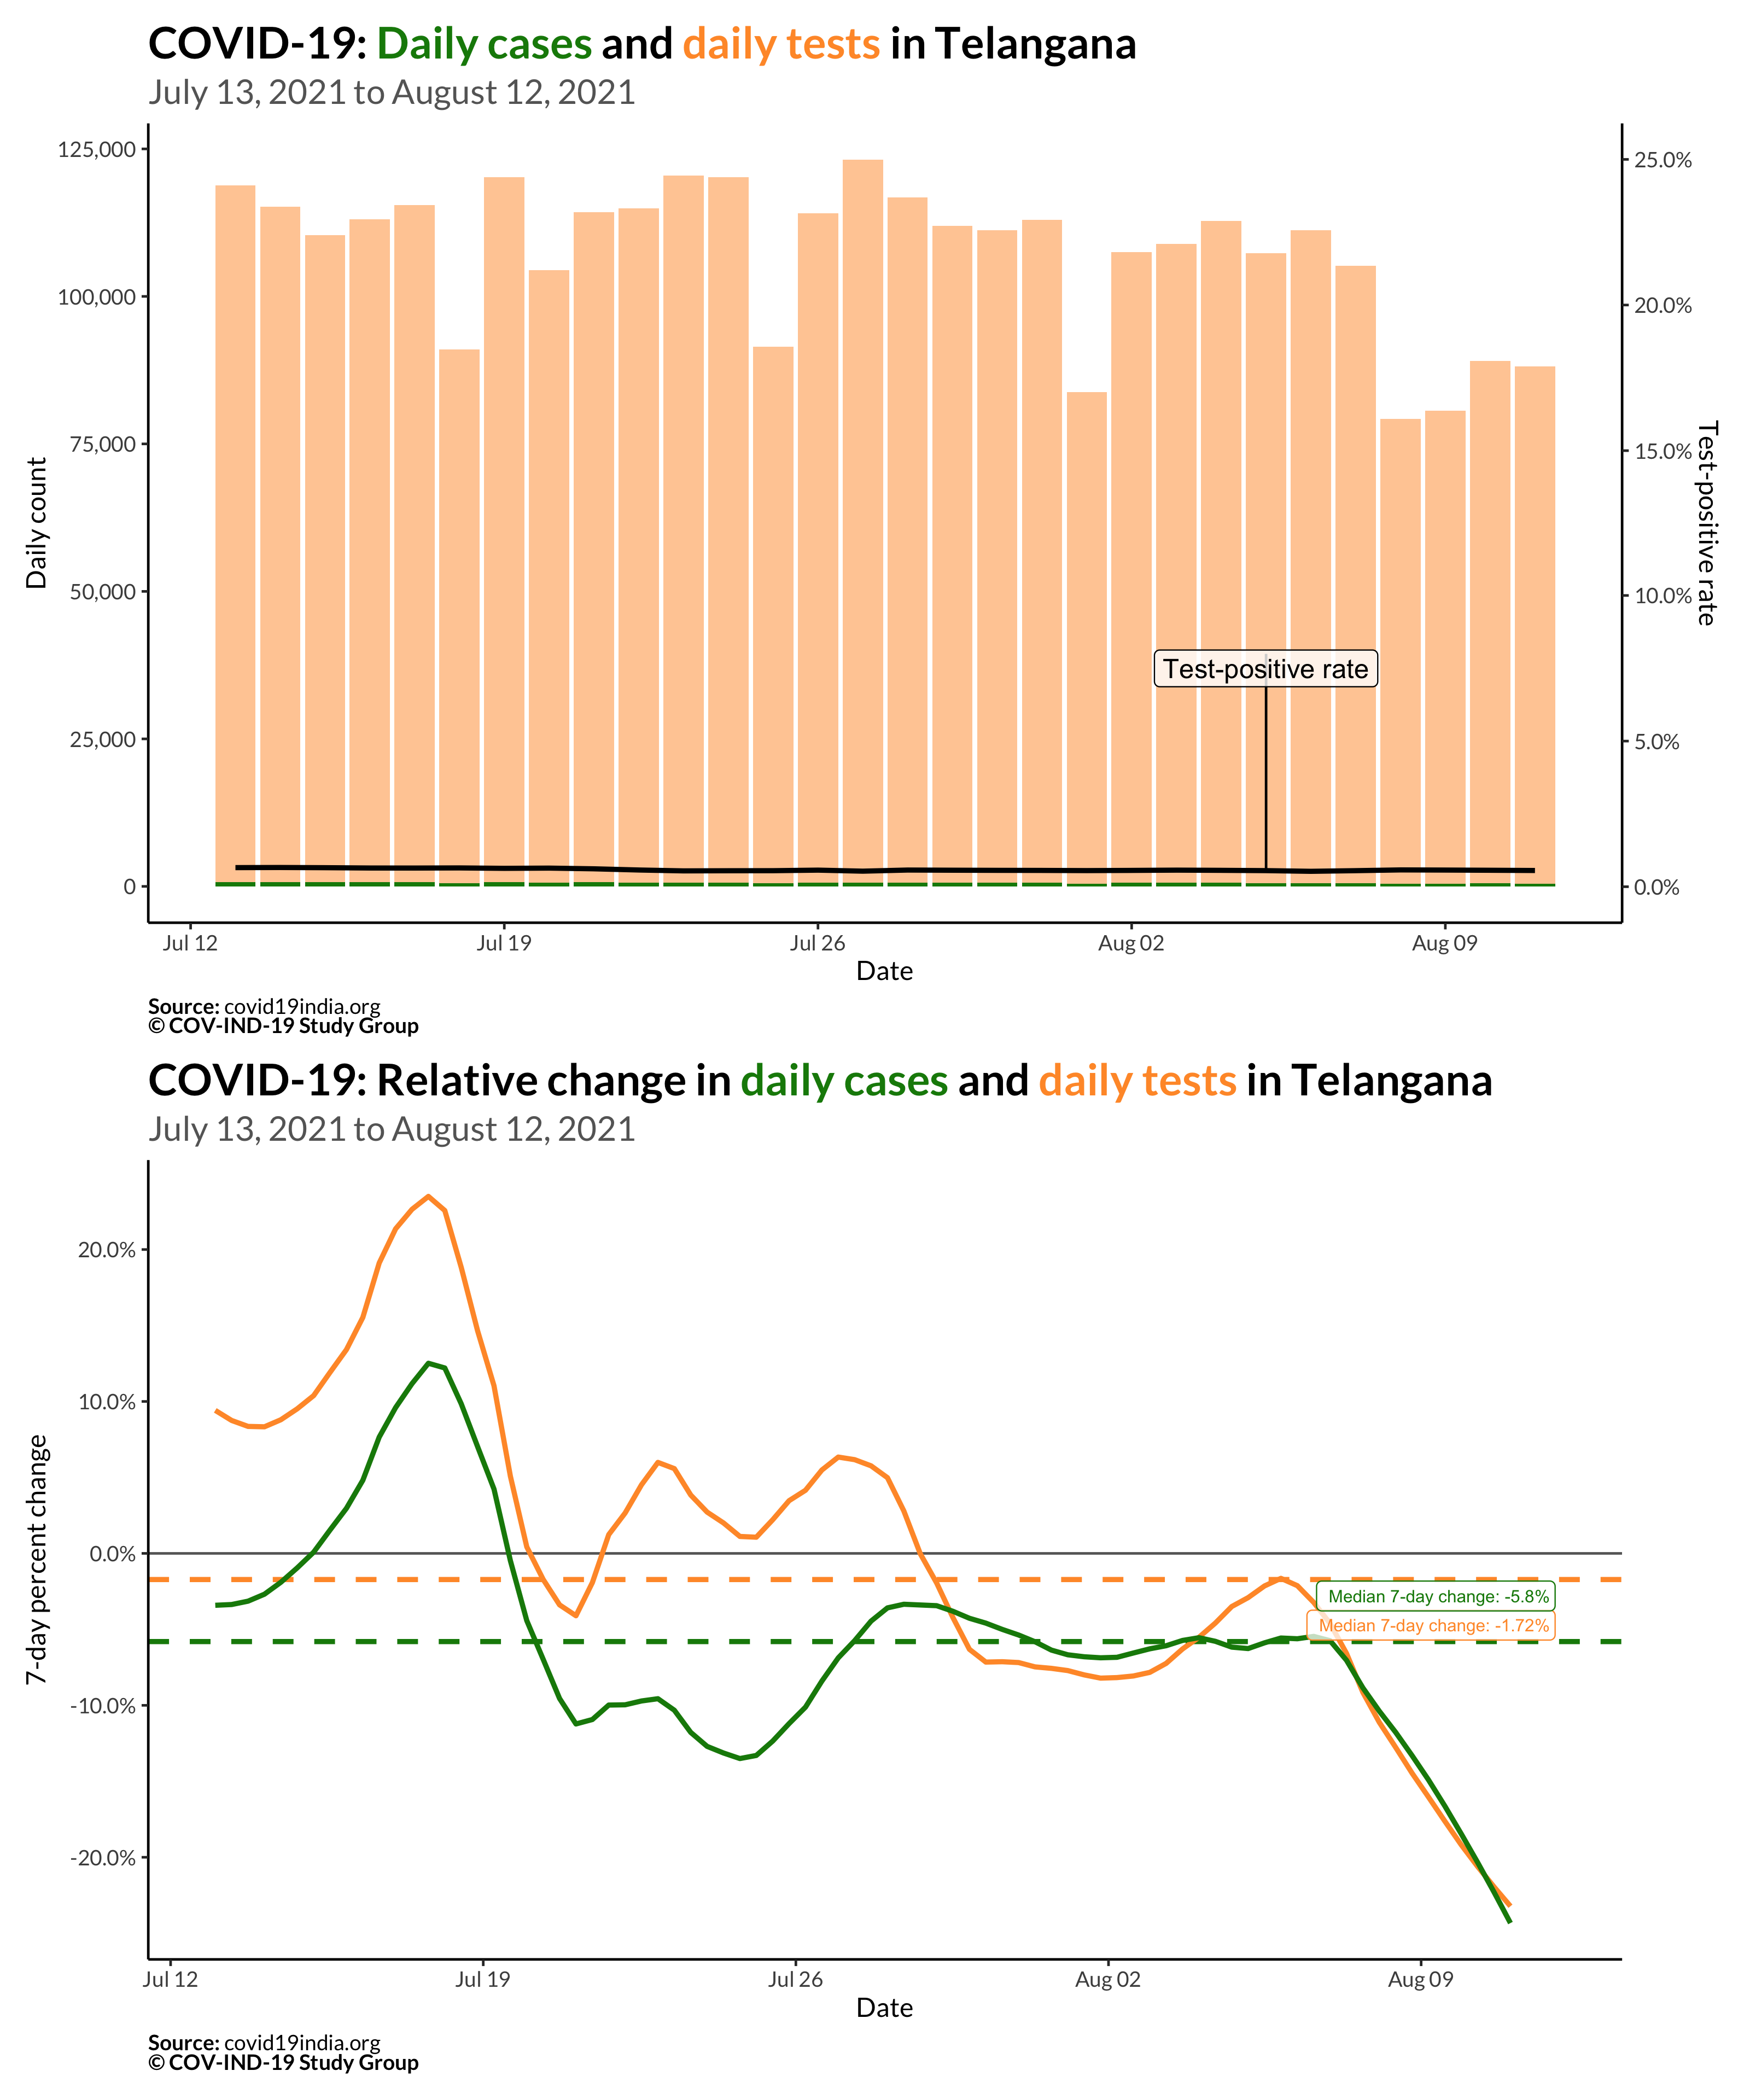 COVID-19: Daily cases and daily tests in Telangana
July 13, 2021 to August 12, 2021
125,000
100,000
75,000
50,000
25,000
0
Daily count
25.0%
20.0%
15.0%
10.0%
5.0%
0.0%
Test-positive rate
Test-positive rate
Jul 12
Jul 19
Jul 26
Aug 02
Aug 09
Date
Source: covid19india.org
© COV-IND-19 Study Group
COVID-19: Relative change in daily cases and daily tests in Telangana
July 13, 2021 to August 12, 2021
20.0%
10.0%
0.0%
-10.0%
-20.0%
7-day percent change
Median 7-day change: -5.8%
Median 7-day change: -1.72%
Jul 12
Jul 19
Jul 26
Aug 02
Aug 09
Date
Source: covid19india.org
© COV-IND-19 Study Group